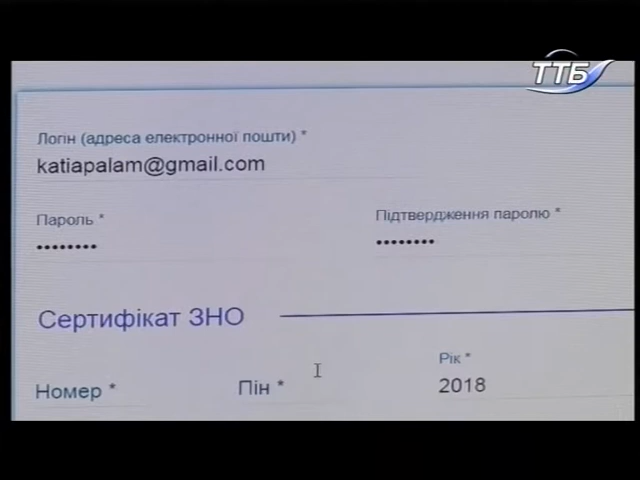 ТТБ
Логін (адреса електронної пошти) *
katiapalam@gmail.com
Пароль *
Підтвердження паролю *
••••••••
••••••••
Сертифікат ЗНО
Рік *
Номер *
Пін *
2018